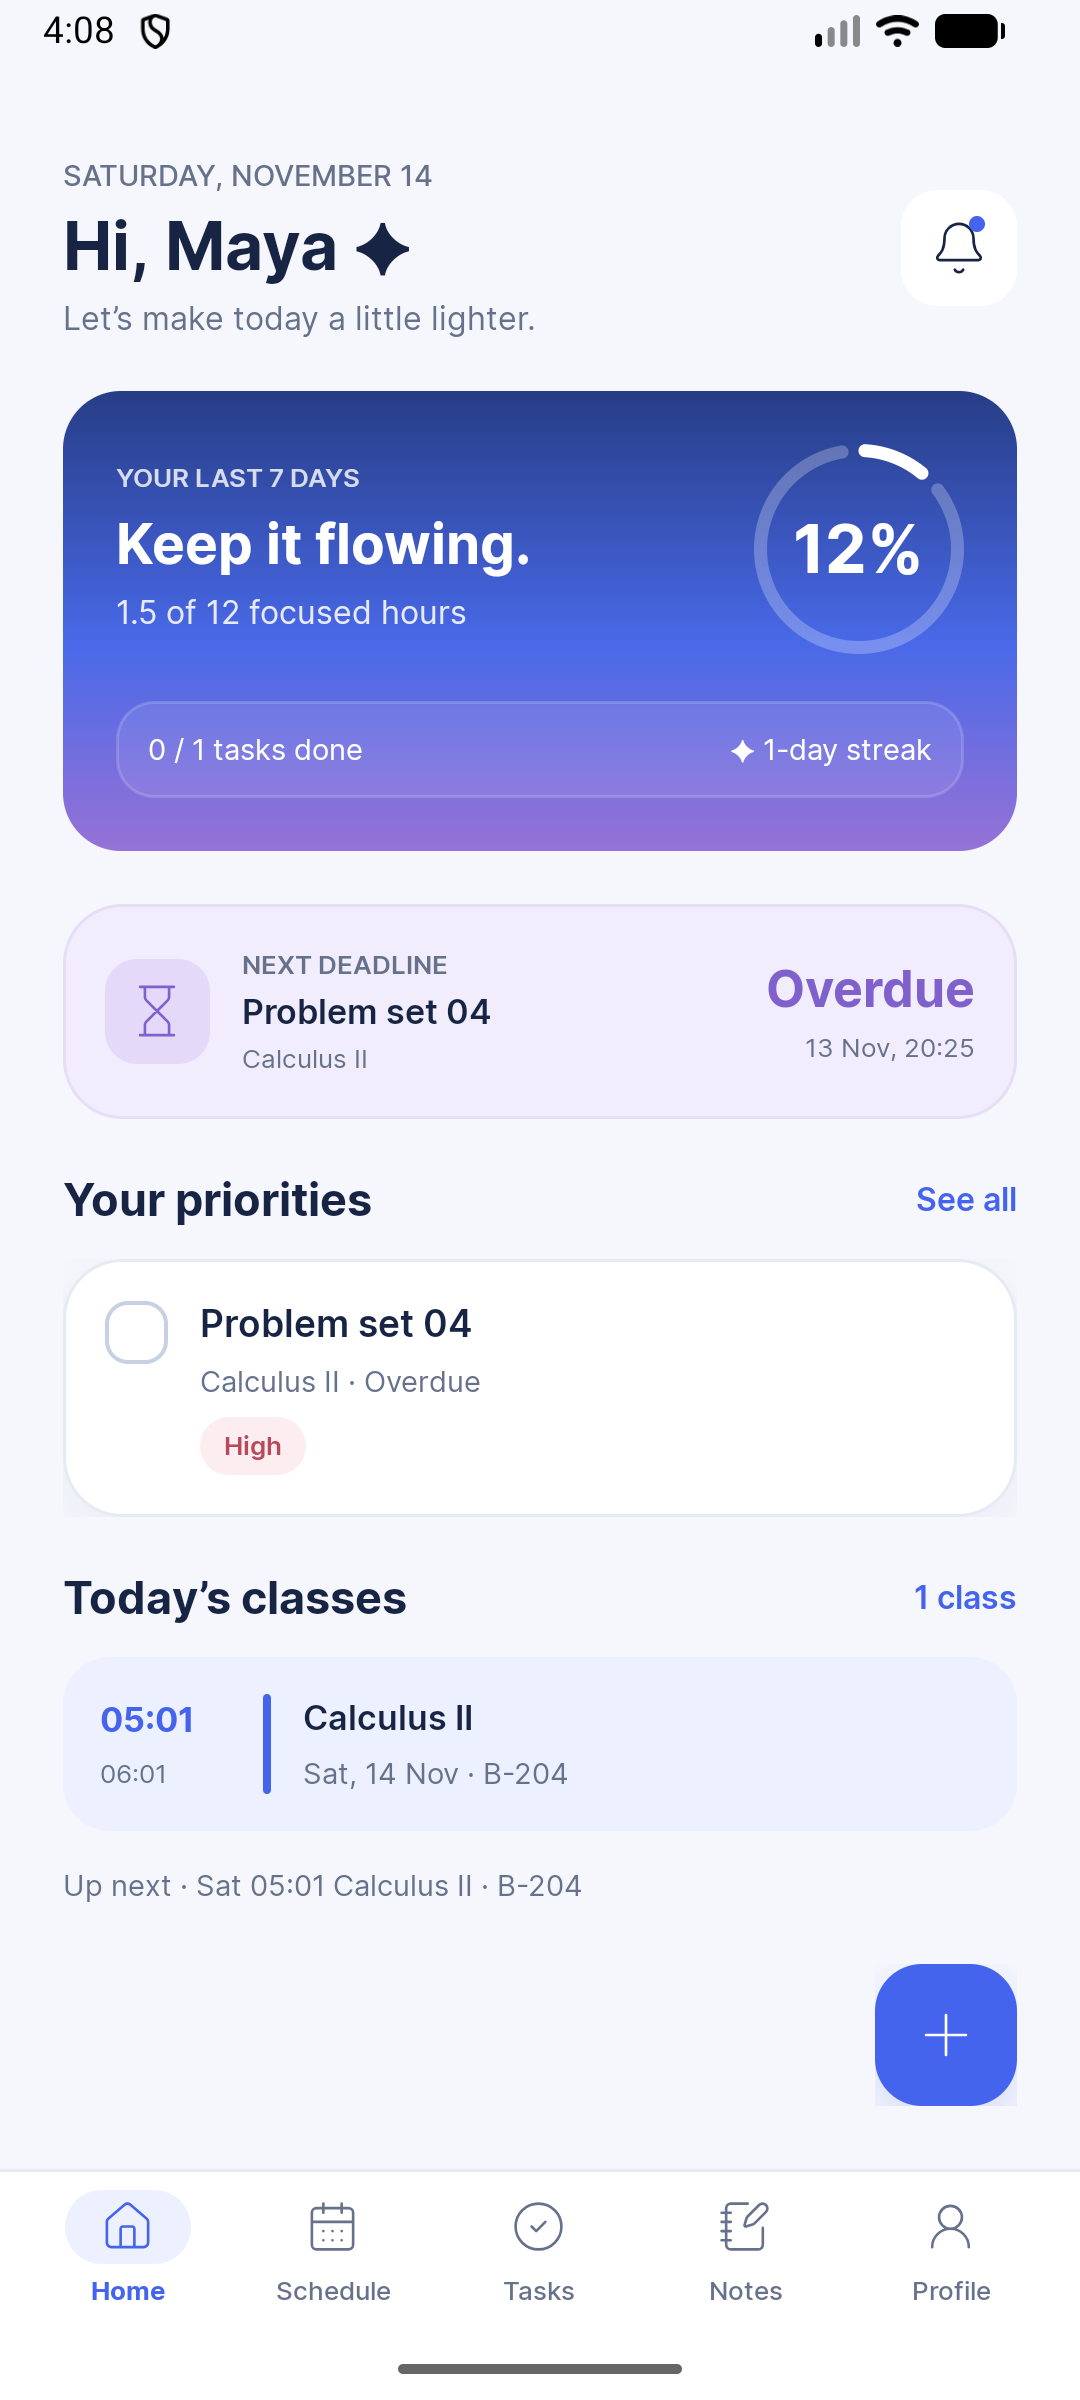 4:08
SATURDAY, NOVEMBER 14
Hi, Maya ✦
Let’s make today a little lighter.
YOUR LAST 7 DAYS
Keep it flowing.
1.5 of 12 focused hours
12%
0 / 1 tasks done
✦ 1-day streak
NEXT DEADLINE
Problem set 04
Calculus II
Overdue
13 Nov, 20:25
Your priorities
See all
Problem set 04
Calculus II · Overdue
High
Today’s classes
1 class
05:01
06:01
Calculus II
Sat, 14 Nov · B-204
Up next · Sat 05:01 Calculus II · B-204
Home
Schedule
Tasks
Notes
Profile